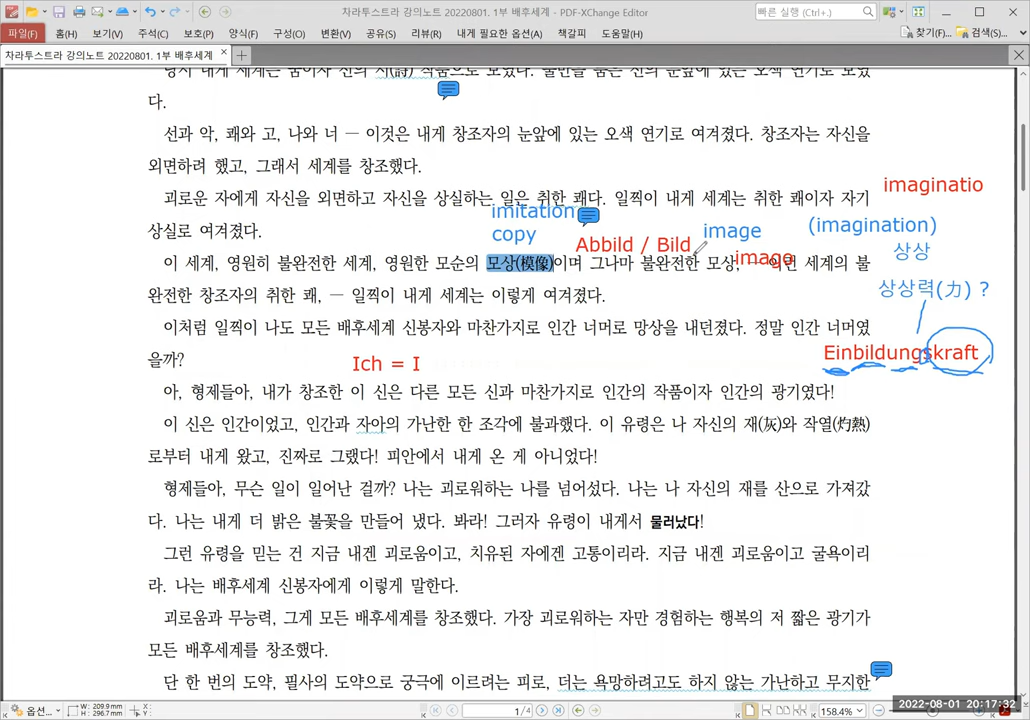 차라투스트라 강의노트 20220801. 1부 배후세계 - PDF-XChange Editor
빠른 실행 (Ctrl+.)
파일(F) 홈(H) 보기(V) 주석(C) 보호(P) 양식(F) 구성(O) 변환(V) 공유(S) 리뷰(R) 내게 필요한 옵션(A) 책갈피 도움말(H) 찾기(F)... 검색(S)...
차라투스트라 강의노트 20220801. 1부 배후세계
다.
선과 악, 쾌와 고, 나와 너 — 이것은 내게 창조자의 눈앞에 있는 오색 연기로 여겨졌다. 창조자는 자신을
외면하려 했고, 그래서 세계를 창조했다.
imaginatio
괴로운 자에게 자신을 외면하고 자신을 상실하는 일은 취한 쾌다. 일찍이 내게 세계는 취한 쾌이자 자기
imitation
(imagination)
상실로 여겨졌다.
copy
image
Abbild / Bild
상상
imago
이 세계, 영원히 불완전한 세계, 영원한 모순의 모상(模像)이며 그나마 불완전한 모상, — 이런 세계의 불
상상력(力) ?
완전한 창조자의 취한 쾌, — 일찍이 내게 세계는 이렇게 여겨졌다.
이처럼 일찍이 나도 모든 배후세계 신봉자와 마찬가지로 인간 너머로 망상을 내던졌다. 정말 인간 너머였
Einbildungskraft
을까?
Ich = I
아, 형제들아, 내가 창조한 이 신은 다른 모든 신과 마찬가지로 인간의 작품이자 인간의 광기였다!
이 신은 인간이었고, 인간과 자아의 가난한 한 조각에 불과했다. 이 유령은 나 자신의 재(灰)와 작열(灼熱)
로부터 내게 왔고, 진짜로 그랬다! 피안에서 내게 온 게 아니었다!
형제들아, 무슨 일이 일어난 걸까? 나는 괴로워하는 나를 넘어섰다. 나는 나 자신의 재를 산으로 가져갔
다. 나는 내게 더 밝은 불꽃을 만들어 냈다. 봐라! 그러자 유령이 내게서 물러났다!
그런 유령을 믿는 건 지금 내겐 괴로움이고, 치유된 자에겐 고통이리라. 지금 내겐 괴로움이고 굴욕이리
라. 나는 배후세계 신봉자에게 이렇게 말한다.
괴로움과 무능력, 그게 모든 배후세계를 창조했다. 가장 괴로워하는 자만 경험하는 행복의 저 짧은 광기가
모든 배후세계를 창조했다.
단 한 번의 도약, 필사의 도약으로 궁극에 이르려는 피로, 더는 욕망하려고도 하지 않는 가난하고 무지한
옵션... W: 209.9mm H: 296.7mm X: Y: 1/4 158.4%
2022-08-01 20:17:32